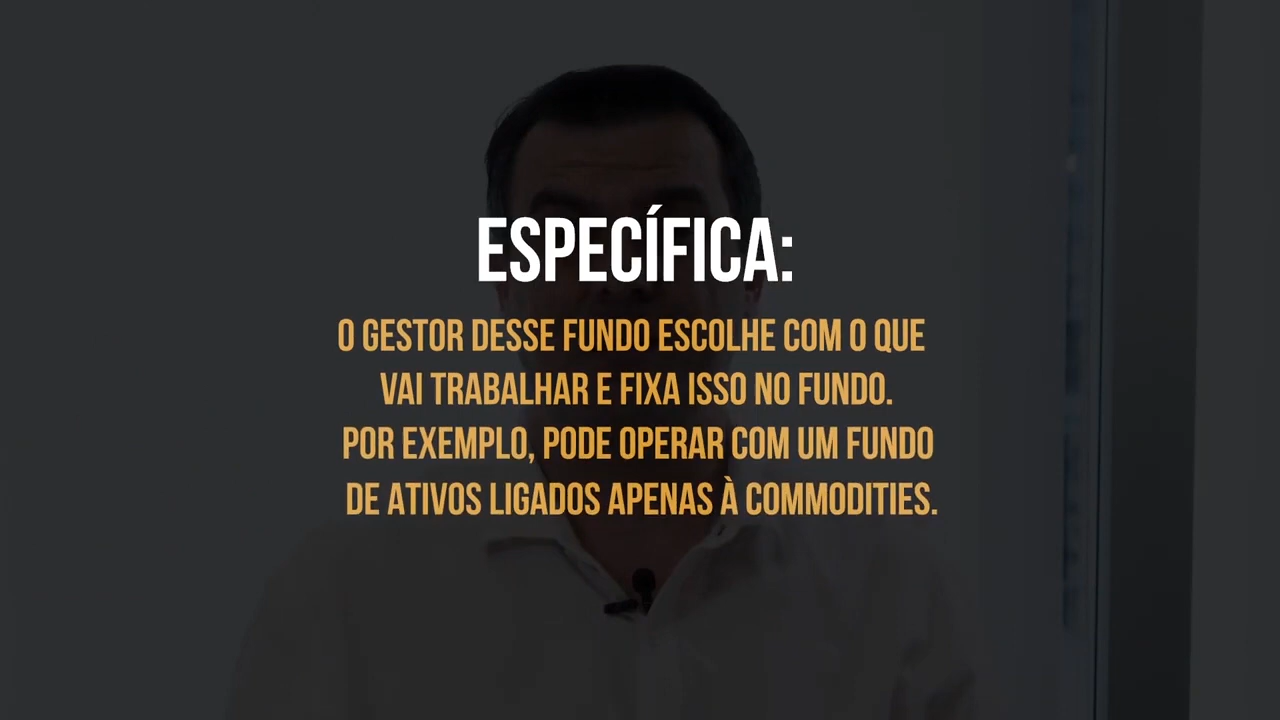 ESPECÍFICA:
O GESTOR DESSE FUNDO ESCOLHE COM O QUE
VAI TRABALHAR E FIXA ISSO NO FUNDO.
POR EXEMPLO, PODE OPERAR COM UM FUNDO
DE ATIVOS LIGADOS APENAS À COMMODITIES.